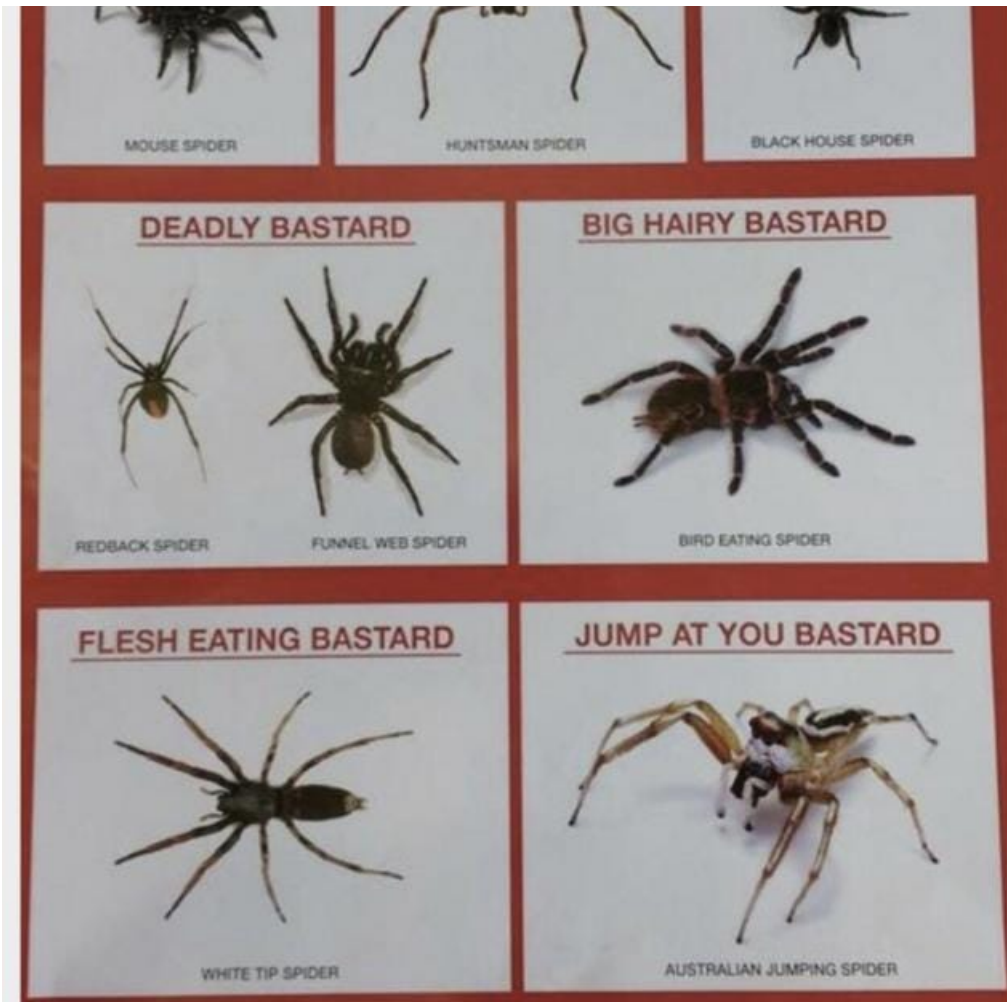 MOUSE SPIDER
HUNTSMAN SPIDER
BLACK HOUSE SPIDER
DEADLY BASTARD
REDBACK SPIDER
FUNNEL WEB SPIDER
BIG HAIRY BASTARD
BIRD EATING SPIDER
FLESH EATING BASTARD
WHITE TIP SPIDER
JUMP AT YOU BASTARD
AUSTRALIAN JUMPING SPIDER